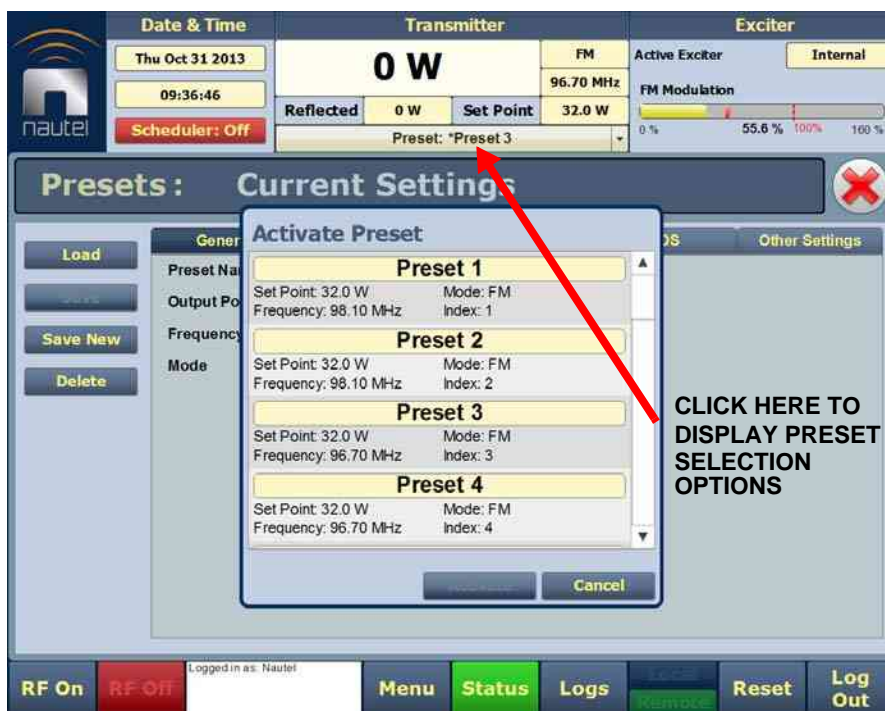 nautel
Date & Time
Thu Oct 31 2013
09:36:46
Scheduler: Off
Transmitter
0 W
FM
96.70 MHz
Reflected 0 W Set Point 32.0 W
Preset: *Preset 3
Exciter
Active Exciter Internal
FM Modulation
0 % 55.6 % 100% 160 %
Presets: Current Settings
Load
Save New
Delete
Other Settings
Output
Frequency
Mode
Activate Preset
Preset 1
Set Point: 32.0 W Mode: FM
Frequency: 98.10 MHz Index: 1
Preset 2
Set Point: 32.0 W Mode: FM
Frequency: 98.10 MHz Index: 2
Preset 3
Set Point: 32.0 W Mode: FM
Frequency: 96.70 MHz Index: 3
Preset 4
Set Point: 32.0 W Mode: FM
Frequency: 96.70 MHz Index: 4
Cancel
CLICK HERE TO
DISPLAY PRESET
SELECTION
OPTIONS
RF On
RF Off
Logged in as: Nautel
Menu
Status
Logs
Remote
Reset
Log
Out